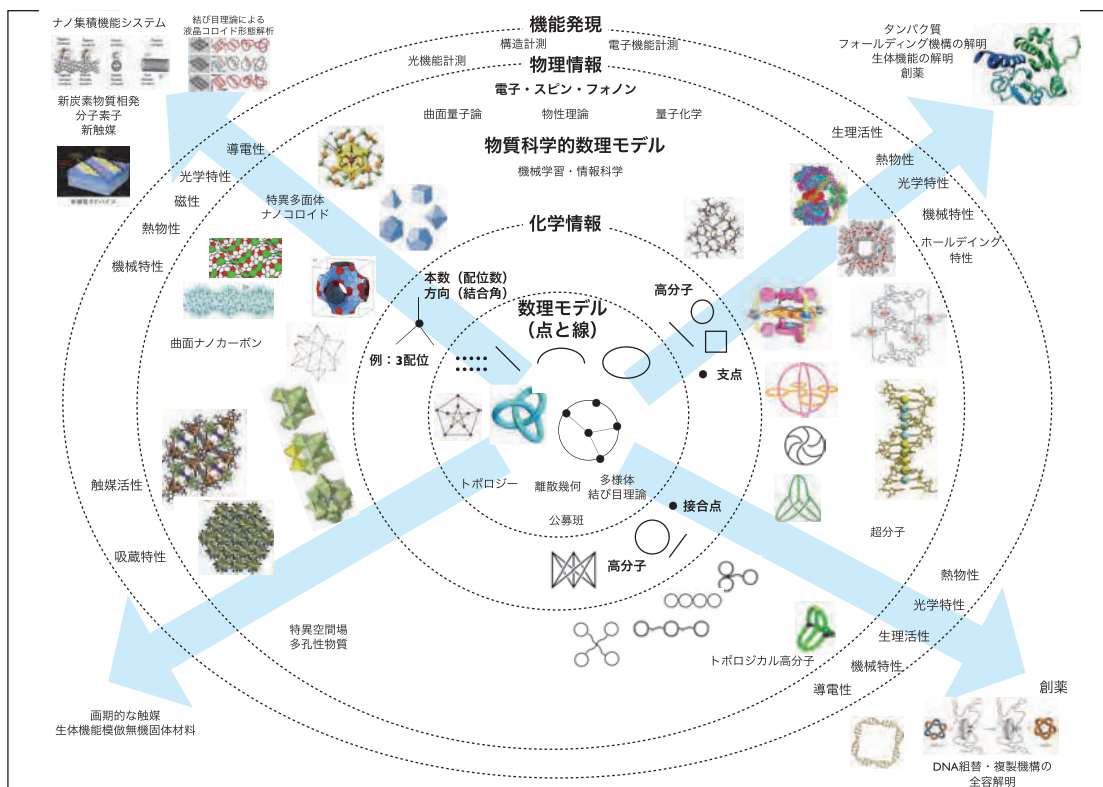 ナノ集積機能システム
結び目理論による
液晶コロイド形態解析
新炭素物質相発
分子素子
新触媒
機能発現
構造計測
電子機能計測
光機能計測
物理情報
電子・スピン・フォノン
曲面量子論
物性理論
量子化学
物質科学的数理モデル
機械学習・情報科学
化学情報
タンパク質
フォールディング機構の解明
生体機能の解明
創薬
導電性
光学特性
磁性
熱物性
機械特性
特異多面体
ナノコロイド
生理活性
熱物性
光学特性
機械特性
ホールデイング
特性
本数（配位数）
方向（結合角）
例：3配位
数理モデル
（点と線）
高分子
支点
曲面ナノカーボン
トポロジー
離散幾何
多様体
結び目理論
公募班
接合点
高分子
超分子
触媒活性
吸蔵特性
特異空間場
多孔性物質
トポロジカル高分子
熱物性
光学特性
生理活性
機械特性
導電性
画期的な触媒
生体機能模倣無機固体材料
創薬
DNA組替・複製機構の
全容解明